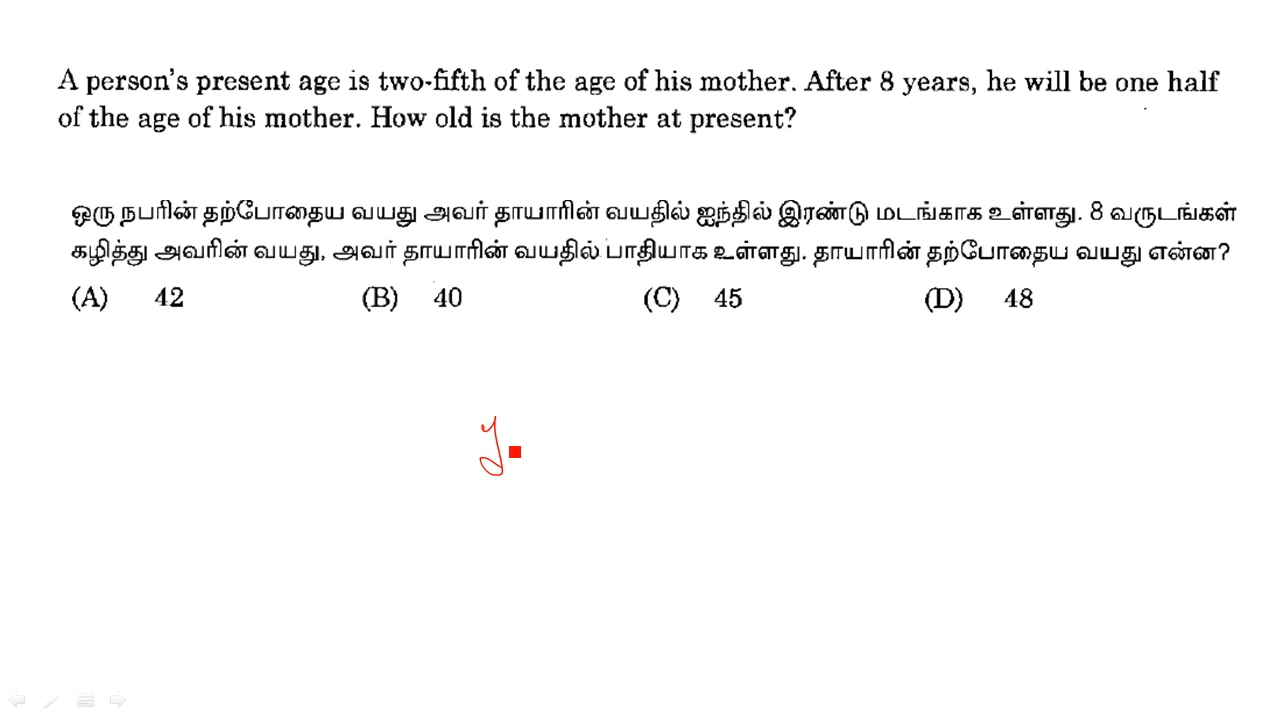 A person's present age is two-fifth of the age of his mother. After 8 years, he will be one half
of the age of his mother. How old is the mother at present?
ஒரு நபரின் தற்போதைய வயது அவர் தாயாரின் வயதில் ஐந்தில் இரண்டு மடங்காக உள்ளது. 8 வருடங்கள்
கழித்து அவரின் வயது, அவர் தாயாரின் வயதில் பாதியாக உள்ளது. தாயாரின் தற்போதைய வயது என்ன?
(A) 42 (B) 40 (C) 45 (D) 48
y